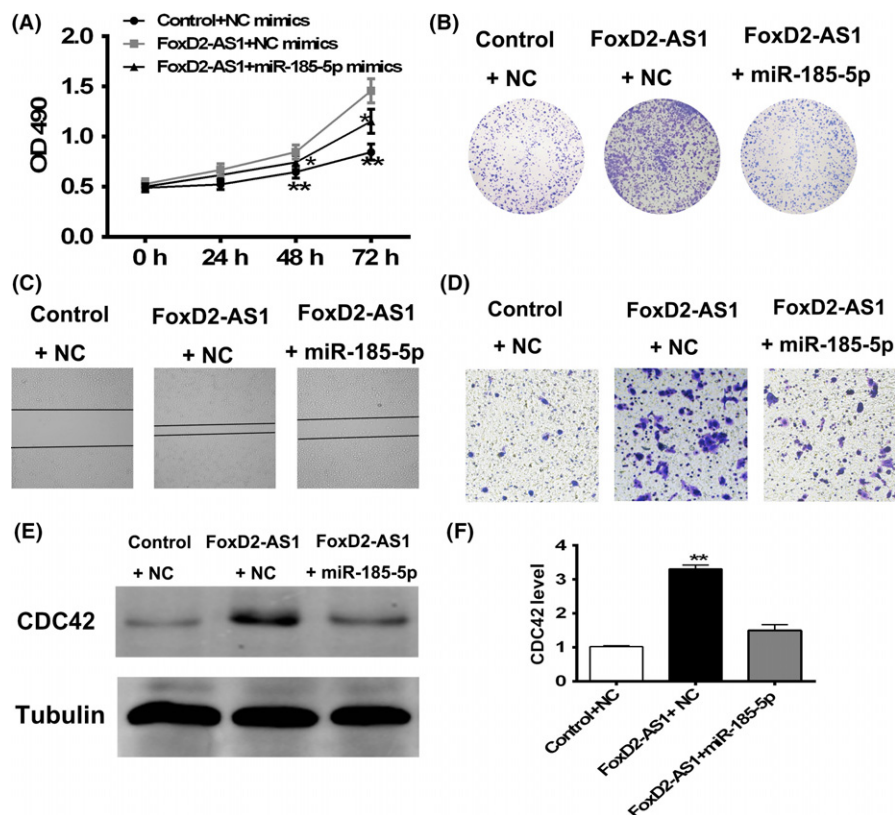 (A)
Control+NC mimics
FoxD2-AS1+NC mimics
FoxD2-AS1+miR-185-5p mimics
OD 490
2.0
1.5
1.0
0.5
0.0
0 h 24 h 48 h 72 h
*
**
*
**
(B)
Control FoxD2-AS1 FoxD2-AS1
+ NC + NC + miR-185-5p
(C)
Control FoxD2-AS1 FoxD2-AS1
+ NC + NC + miR-185-5p
(D)
Control FoxD2-AS1 FoxD2-AS1
+ NC + NC + miR-185-5p
(E)
Control FoxD2-AS1 FoxD2-AS1
+ NC + NC + miR-185-5p
CDC42
Tubulin
(F)
CDC42 level
4
3
2
1
0
**
Control+NC
FoxD2-AS1+ NC
FoxD2-AS1+miR-185-5p